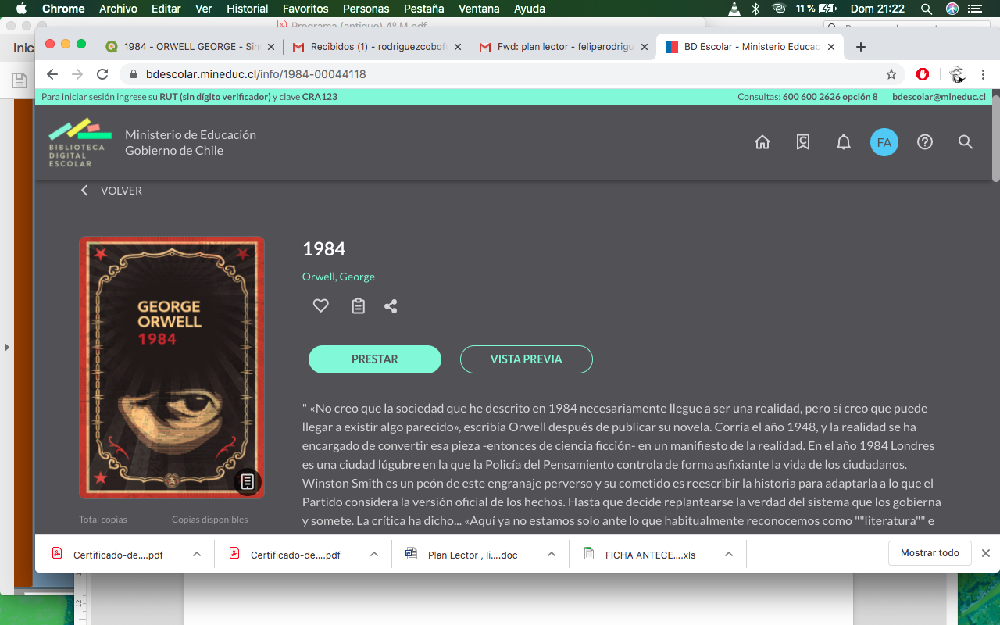 Chrome Archivo Editar Ver Historial Favoritos Personas Pestaña Ventana Ayuda 11 % Dom 21:22
Programa (antiguo) 4º M.pdf
Buscar en documento
Inic
1984 - ORWELL GEORGE - Sin
Recibidos (1) - rodriguezcobof
Fwd: plan lector - feliperodrigu
BD Escolar - Ministerio Educac
bdescolar.mineduc.cl/info/1984-00044118
Para iniciar sesión ingrese su RUT (sin dígito verificador) y clave CRA123
Consultas: 600 600 2626 opción 8 bdescolar@mineduc.cl
BIBLIOTECA
DIGITAL
ESCOLAR
Ministerio de Educación
Gobierno de Chile
FA
VOLVER
GEORGE
ORWELL
1984
1984
Orwell, George
PRESTAR
VISTA PREVIA
" «No creo que la sociedad que he descrito en 1984 necesariamente llegue a ser una realidad, pero sí creo que puede
llegar a existir algo parecido», escribía Orwell después de publicar su novela. Corría el año 1948, y la realidad se ha
encargado de convertir esa pieza -entonces de ciencia ficción- en un manifiesto de la realidad. En el año 1984 Londres
es una ciudad lúgubre en la que la Policía del Pensamiento controla de forma asfixiante la vida de los ciudadanos.
Winston Smith es un peón de este engranaje perverso y su cometido es reescribir la historia para adaptarla a lo que el
Partido considera la versión oficial de los hechos. Hasta que decide replantearse la verdad del sistema que los gobierna
y somete. La crítica ha dicho... «Aquí ya no estamos solo ante lo que habitualmente reconocemos como ""literatura"" e
Total copias
Copias disponibles
Certificado-de....pdf
Certificado-de....pdf
Plan Lector , li....doc
FICHA ANTECE....xls
Mostrar todo
12